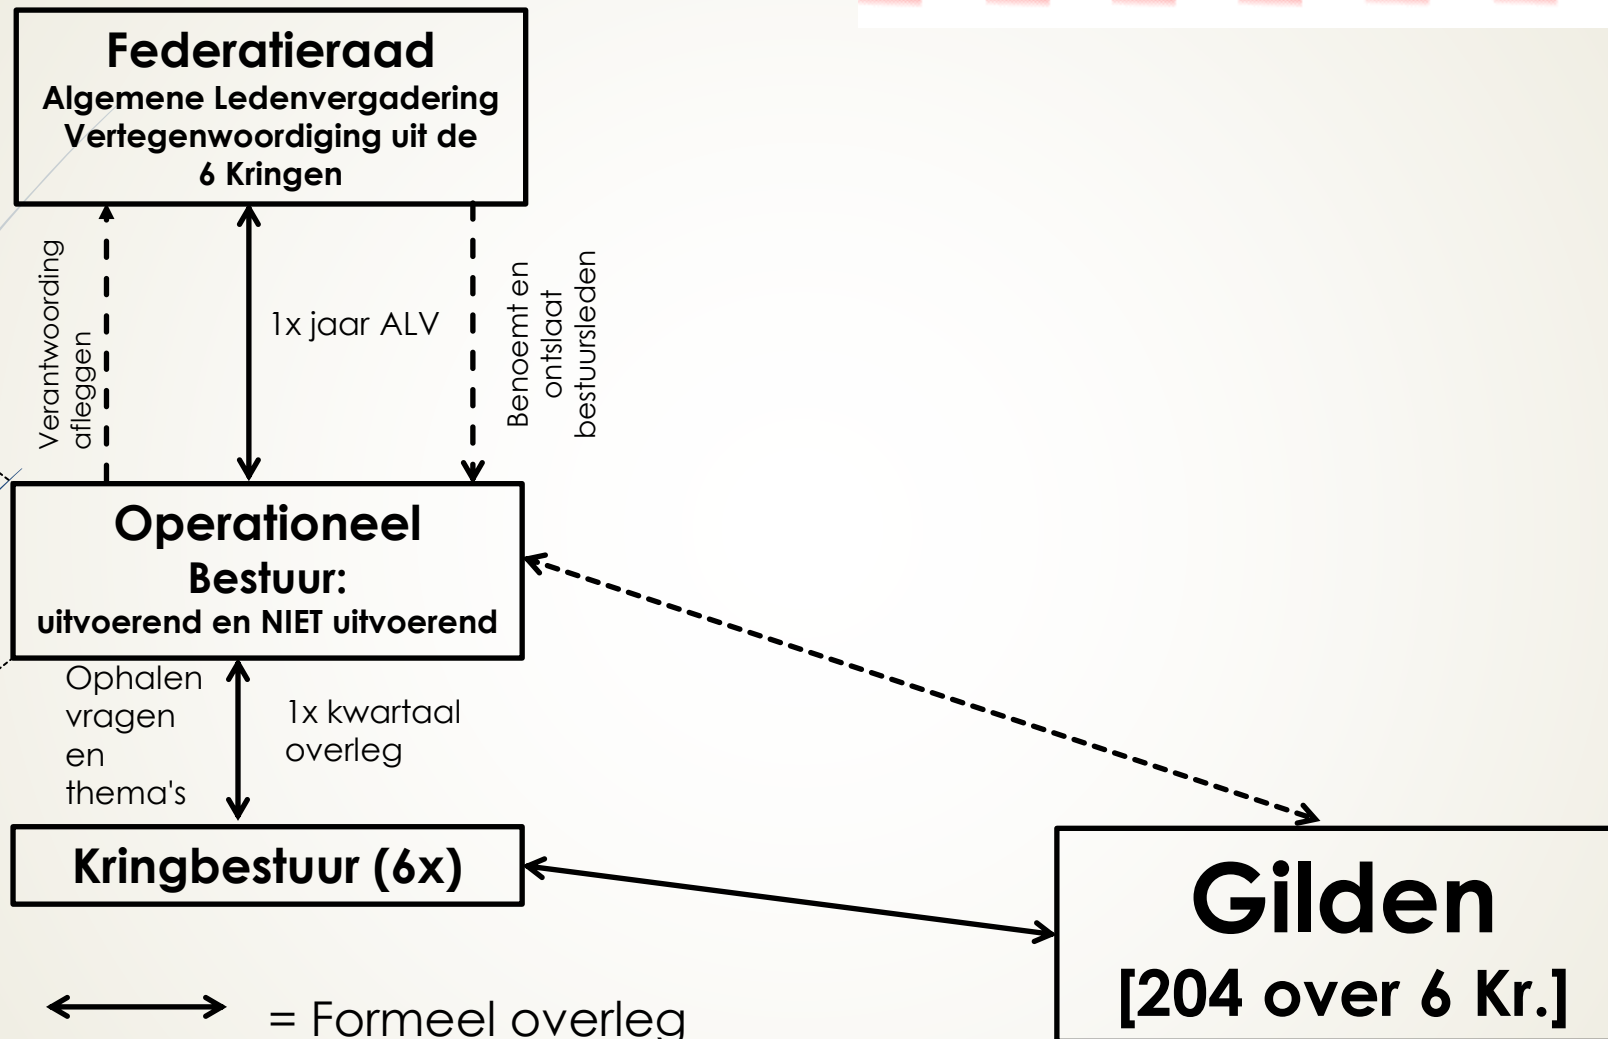 Federatieraad
Algemene Ledenvergadering
Vertegenwoordiging uit de
6 Kringen
Verantwoording
afleggen
1x jaar ALV
Benoemt en
ontslaat
bestuursleden
Operationeel
Bestuur:
uitvoerend en NIET uitvoerend
Ophalen
vragen
en
thema's
1x kwartaal
overleg
Kringbestuur (6x)
Gilden
[204 over 6 Kr.]
= Formeel overleg